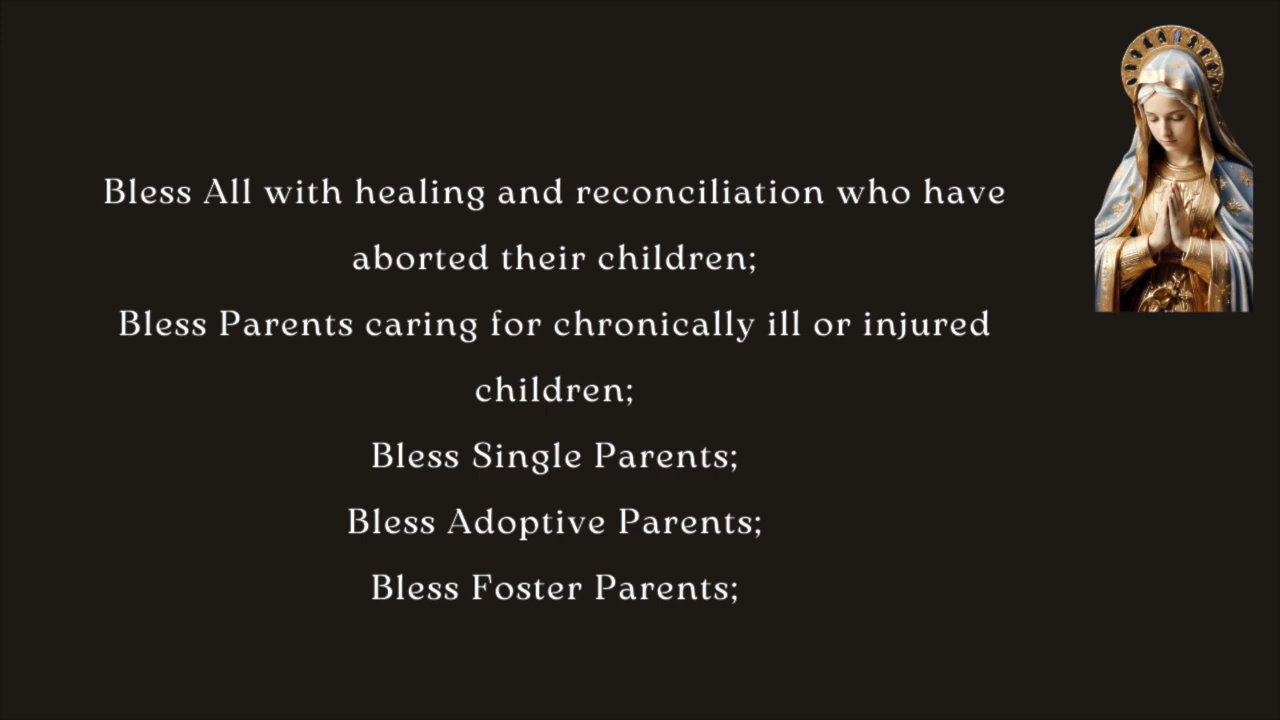 Bless All with healing and reconciliation who have
aborted their children;
Bless Parents caring for chronically ill or injured
children;
Bless Single Parents;
Bless Adoptive Parents;
Bless Foster Parents;